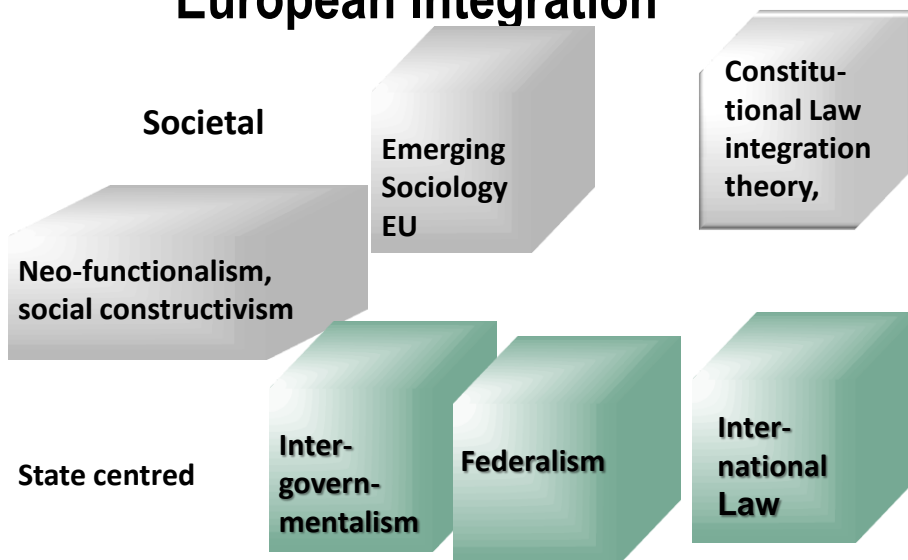 European Integration
Societal
Emerging
Sociology
EU
Constitu-
tional Law
integration
theory,
Neo-functionalism,
social constructivism
State centred
Inter-
govern-
mentalism
Federalism
Inter-
national
Law